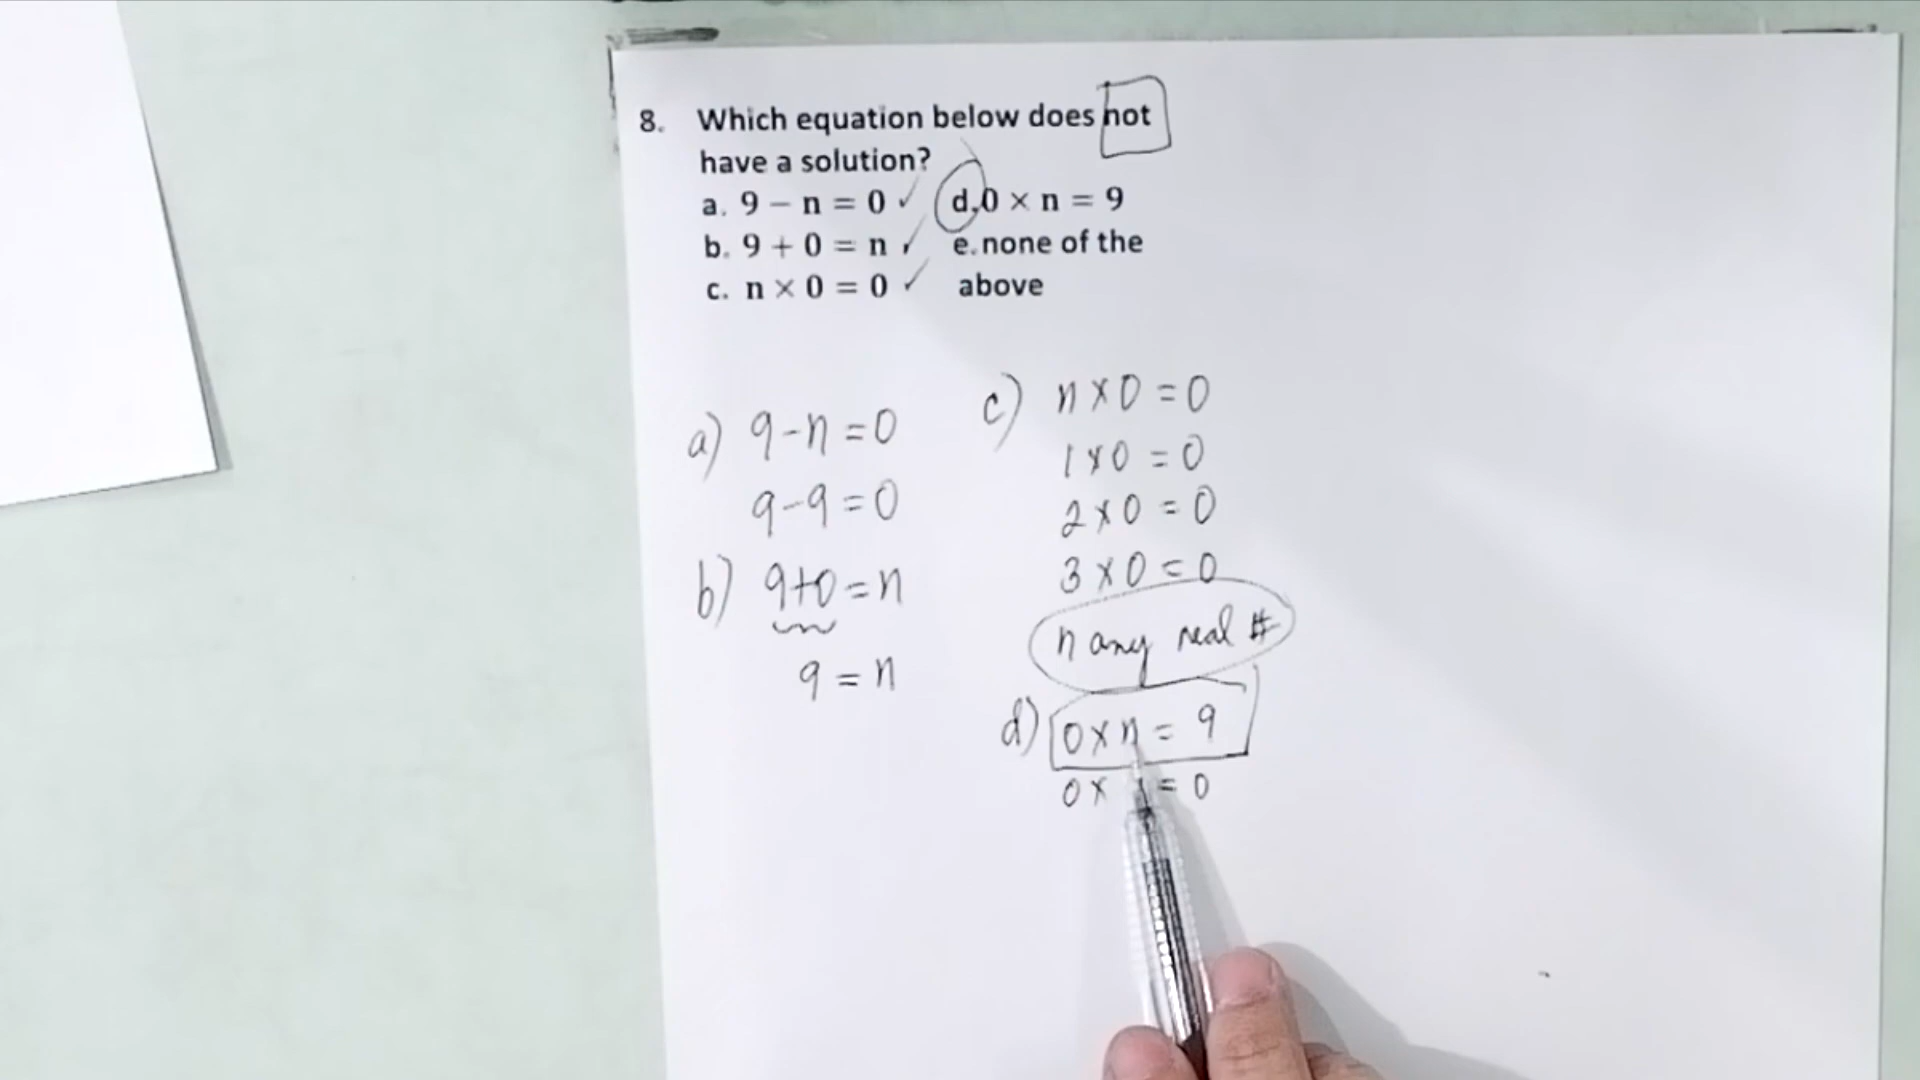 8. Which equation below does not
have a solution?
a. 9 − n = 0 ✓
b. 9 + 0 = n ✓
c. n × 0 = 0 ✓
d. 0 × n = 9
e. none of the
above
a) 9-n=0
9-9=0
b) 9+0=n
9=n
c) n×0=0
1×0=0
2×0=0
3×0=0
n any real #
d) 0×n=9
0× =0